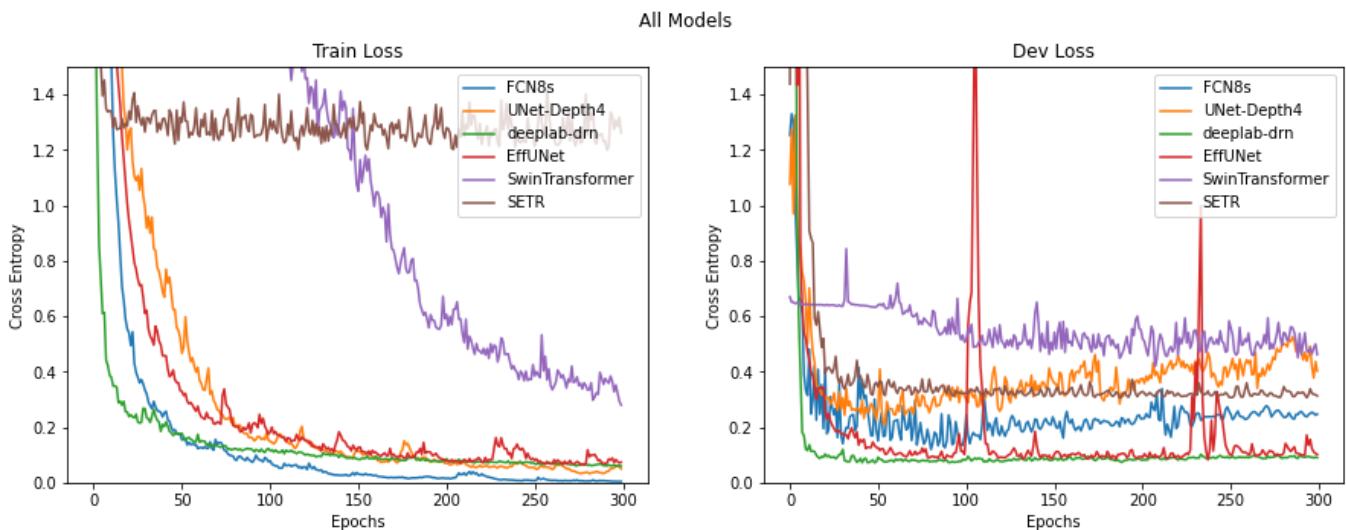 All Models
Train Loss
Cross Entropy
1.4
1.2
1.0
0.8
0.6
0.4
0.2
0.0
FCN8s
UNet-Depth4
deeplab-drn
EffUNet
SwinTransformer
SETR
0 50 100 150 200 250 300
Epochs
Dev Loss
Cross Entropy
1.4
1.2
1.0
0.8
0.6
0.4
0.2
0.0
FCN8s
UNet-Depth4
deeplab-drn
EffUNet
SwinTransformer
SETR
0 50 100 150 200 250 300
Epochs